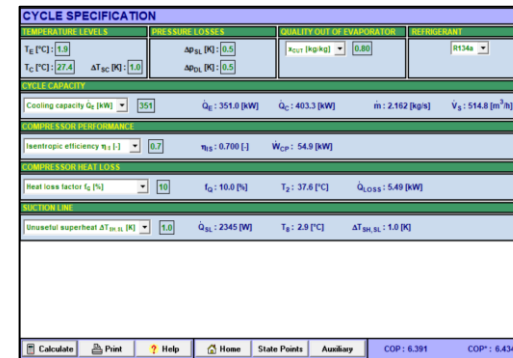 CYCLE SPECIFICATION
TEMPERATURE LEVELS PRESSURE LOSSES QUALITY OUT OF EVAPORATOR REFRIGERANT
T_E [°C] : 1.9 Δp_SL [K] : 0.5 x_OUT [kg/kg] 0.80 R134a
T_C [°C] : 27.4 ΔT_SC [K] : 1.0 Δp_DL [K] : 0.5
CYCLE CAPACITY
Cooling capacity Q̇_E [kW] 351 Q̇_E : 351.0 [kW] Q̇_C : 403.3 [kW] ṁ : 2.162 [kg/s] V̇_S : 514.8 [m³/h]
COMPRESSOR PERFORMANCE
Isentropic efficiency η_IS [-] 0.7 η_IS : 0.700 [-] Ẇ_CP : 54.9 [kW]
COMPRESSOR HEAT LOSS
Heat loss factor f_Q [%] 10 f_Q : 10.0 [%] T_2 : 37.6 [°C] Q̇_LOSS : 5.49 [kW]
SUCTION LINE
Unuseful superheat ΔT_SH,SL [K] 1.0 Q̇_SL : 2345 [W] T_8 : 2.9 [°C] ΔT_SH,SL : 1.0 [K]
Calculate Print ? Help Home State Points Auxiliary COP : 6.391 COP* : 6.434